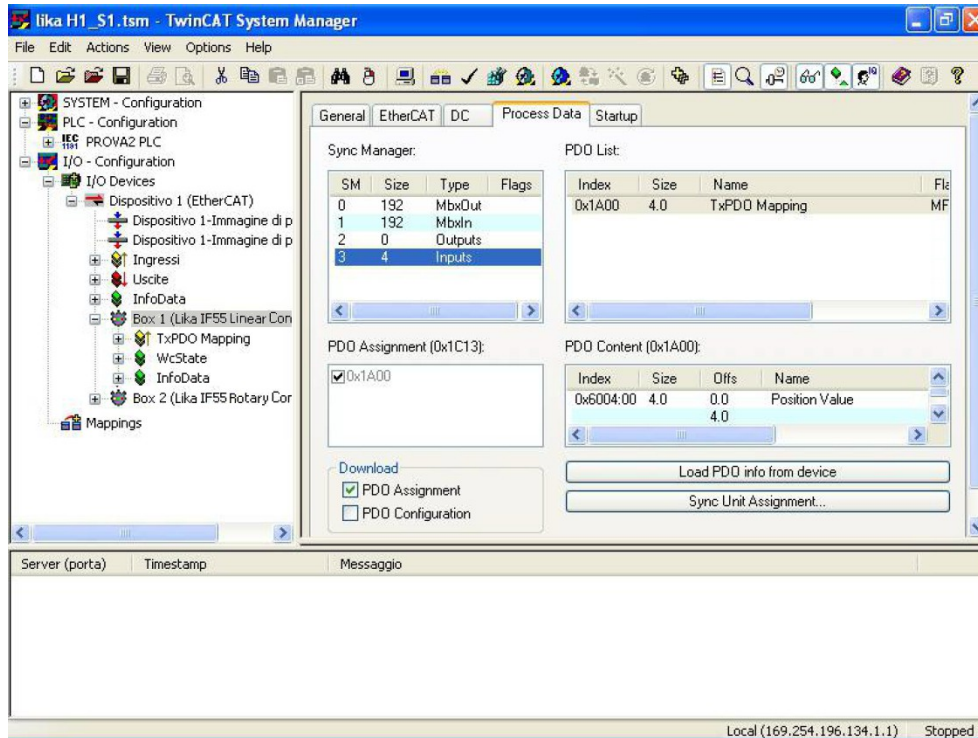 lika H1_S1.tsm - TwinCAT System Manager
File Edit Actions View Options Help
SYSTEM - Configuration
PLC - Configuration
IEC 1131 PROVA2 PLC
I/O - Configuration
I/O Devices
Dispositivo 1 (EtherCAT)
Dispositivo 1-Immagine di p
Dispositivo 1-Immagine di p
Ingressi
Uscite
InfoData
Box 1 (Lika IF55 Linear Con
TxPDO Mapping
WcState
InfoData
Box 2 (Lika IF55 Rotary Cor
Mappings
General EtherCAT DC Process Data Startup
Sync Manager:
SM Size Type Flags
0 192 MbxOut
1 192 MbxIn
2 0 Outputs
3 4 Inputs
PDO List:
Index Size Name Fla
0x1A00 4.0 TxPDO Mapping MF
PDO Assignment (0x1C13):
0x1A00
PDO Content (0x1A00):
Index Size Offs Name
0x6004:00 4.0 0.0 Position Value
4.0
Download
PDO Assignment
PDO Configuration
Load PDO info from device
Sync Unit Assignment...
Server (porta) Timestamp Messaggio
Local (169.254.196.134.1.1) Stopped